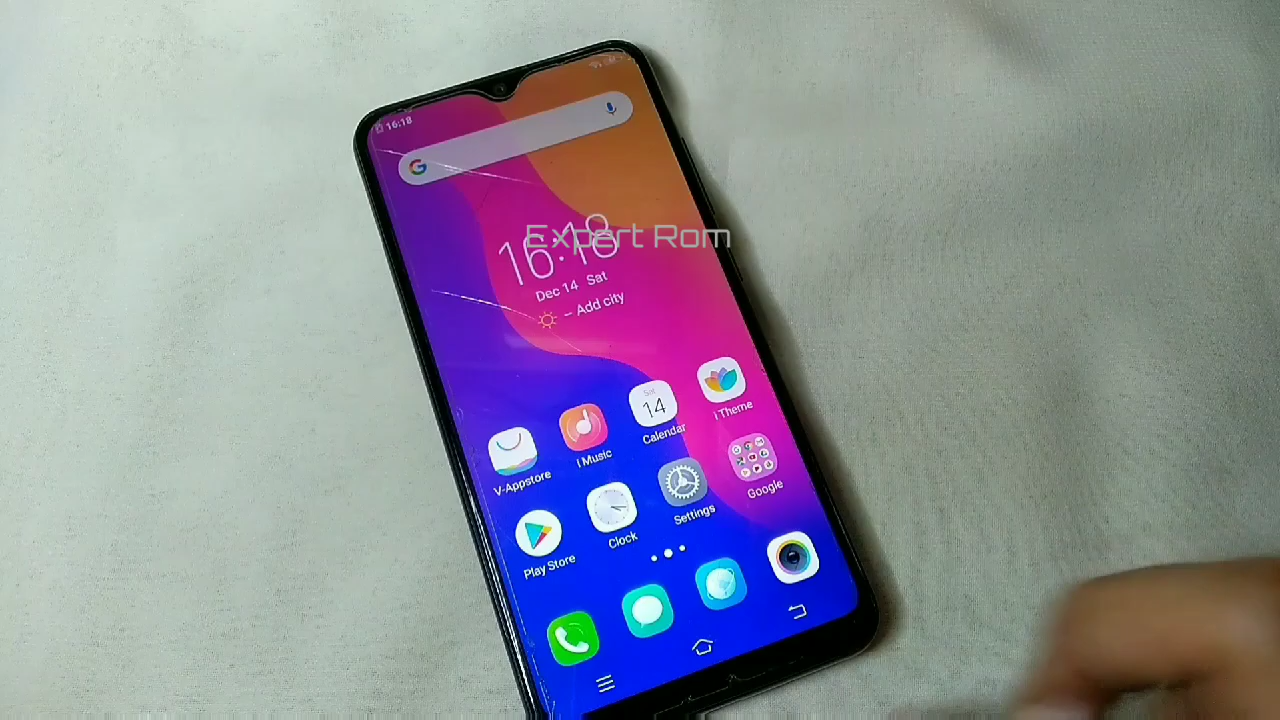 16:18
16:18
Expert Rom
Dec 14 Sat
-- Add city
Sat
14
V-Appstore
i Music
Calendar
i Theme
Play Store
Clock
Settings
Google